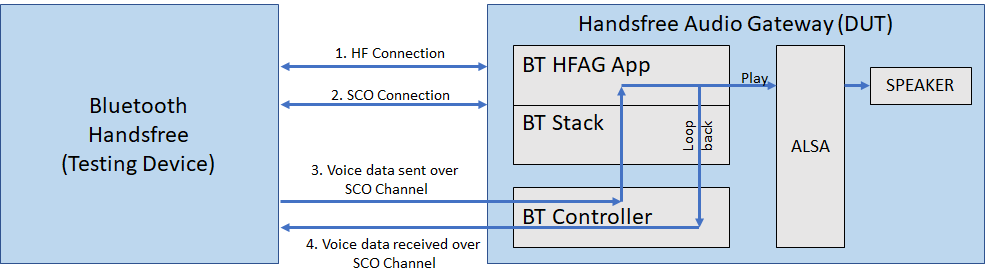 Handsfree Audio Gateway (DUT)
1. HF Connection
BT HFAG App
Play
SPEAKER
2. SCO Connection
Bluetooth
Handsfree
(Testing Device)
BT Stack
Loop
back
ALSA
3. Voice data sent over
SCO Channel
BT Controller
4. Voice data received over
SCO Channel